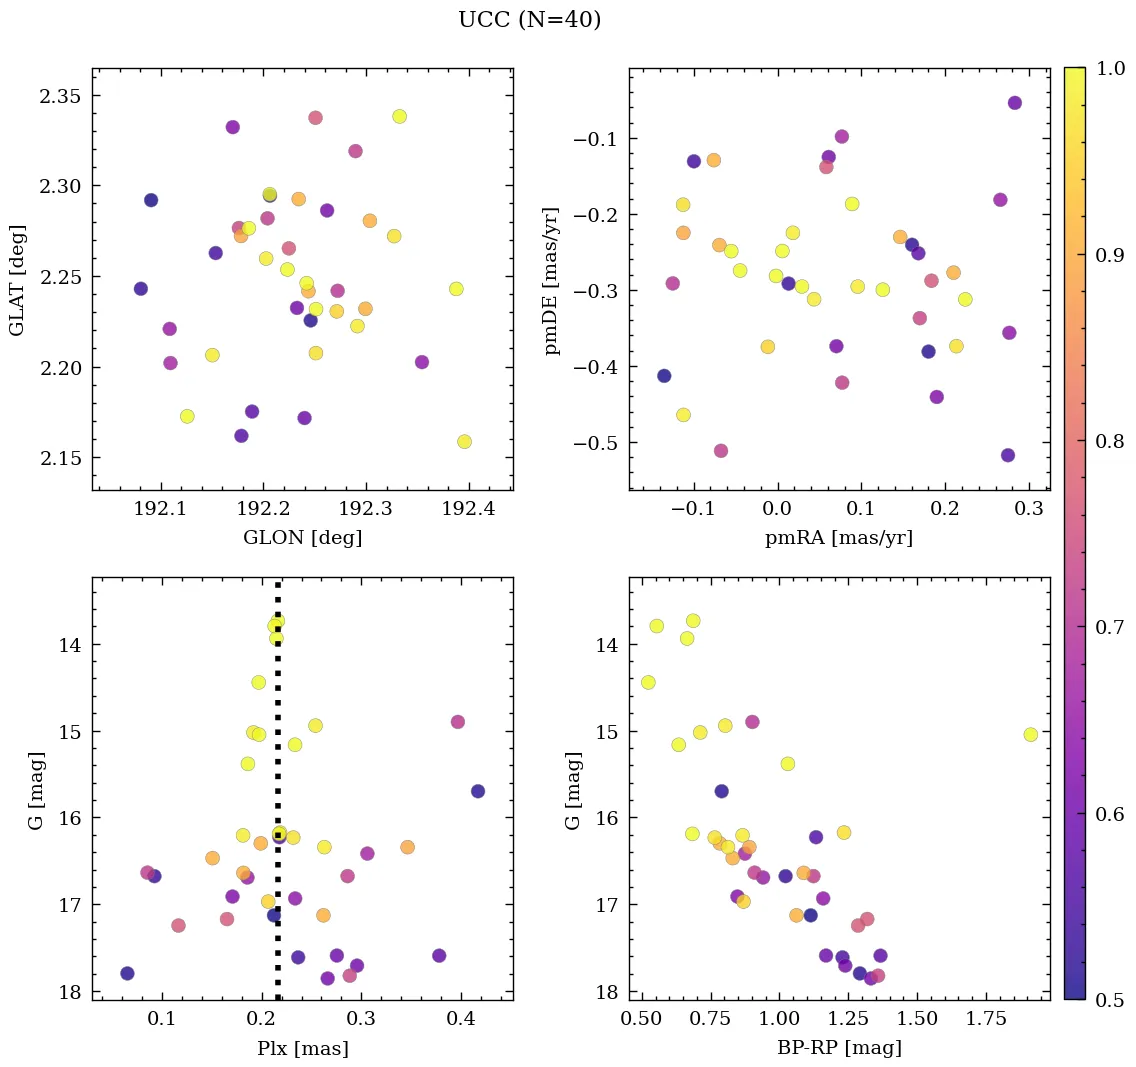 UCC (N=40)
2.35
2.30
2.25
2.20
2.15
GLAT [deg]
192.1 192.2 192.3 192.4
GLON [deg]
−0.1
−0.2
−0.3
−0.4
−0.5
pmDE [mas/yr]
−0.1 0.0 0.1 0.2 0.3
pmRA [mas/yr]
1.0
0.9
0.8
0.7
0.6
0.5
14
15
16
17
18
G [mag]
0.1 0.2 0.3 0.4
Plx [mas]
14
15
16
17
18
G [mag]
0.50 0.75 1.00 1.25 1.50 1.75
BP-RP [mag]